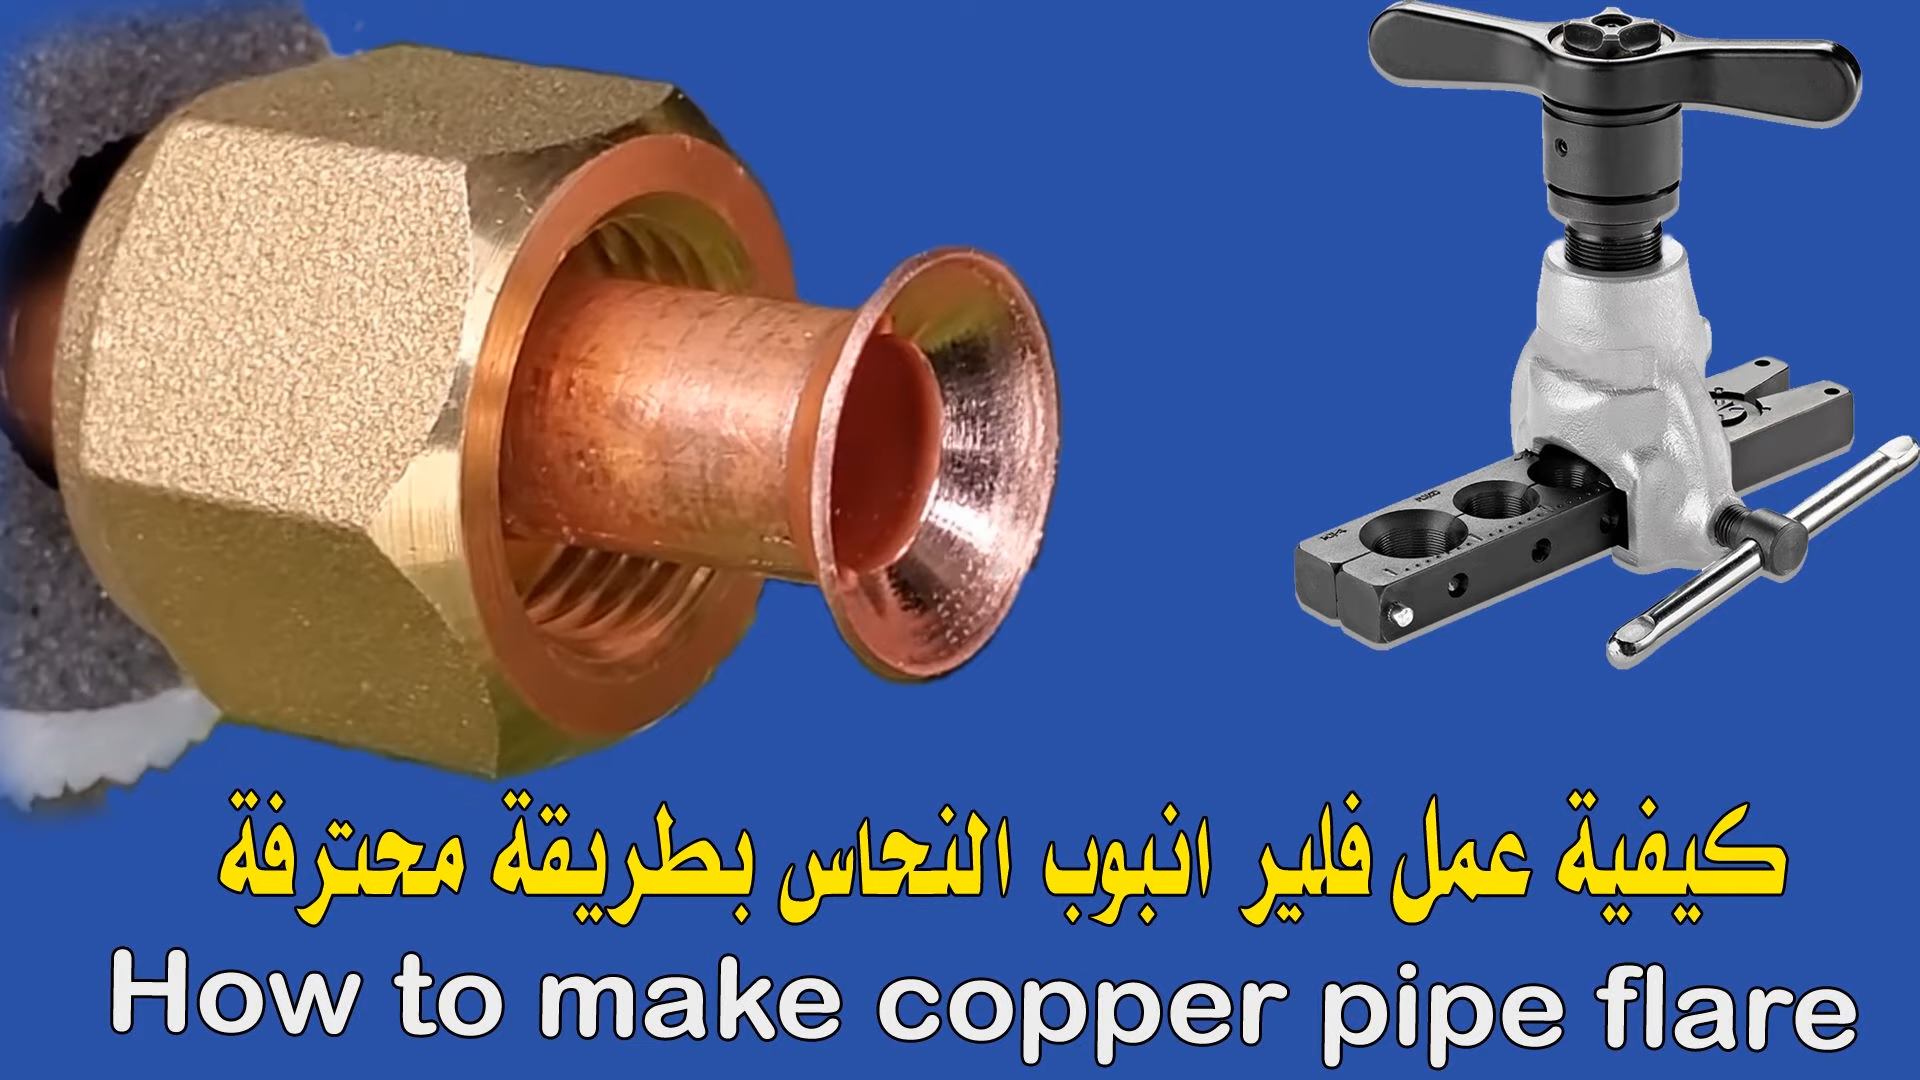 كيفية عمل فلير انبوب النحاس بطريقة محترفة
How to make copper pipe flare